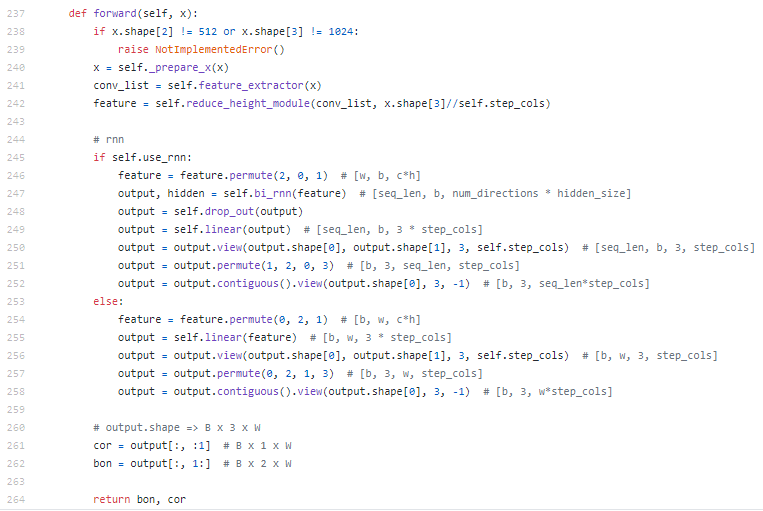 237 def forward(self, x):
238 if x.shape[2] != 512 or x.shape[3] != 1024:
239 raise NotImplementedError()
240 x = self._prepare_x(x)
241 conv_list = self.feature_extractor(x)
242 feature = self.reduce_height_module(conv_list, x.shape[3]//self.step_cols)
243
244 # rnn
245 if self.use_rnn:
246 feature = feature.permute(2, 0, 1)  # [w, b, c*h]
247 output, hidden = self.bi_rnn(feature)  # [seq_len, b, num_directions * hidden_size]
248 output = self.drop_out(output)
249 output = self.linear(output)  # [seq_len, b, 3 * step_cols]
250 output = output.view(output.shape[0], output.shape[1], 3, self.step_cols)  # [seq_len, b, 3, step_cols]
251 output = output.permute(1, 2, 0, 3)  # [b, 3, seq_len, step_cols]
252 output = output.contiguous().view(output.shape[0], 3, -1)  # [b, 3, seq_len*step_cols]
253 else:
254 feature = feature.permute(0, 2, 1)  # [b, w, c*h]
255 output = self.linear(feature)  # [b, w, 3 * step_cols]
256 output = output.view(output.shape[0], output.shape[1], 3, self.step_cols)  # [b, w, 3, step_cols]
257 output = output.permute(0, 2, 1, 3)  # [b, 3, w, step_cols]
258 output = output.contiguous().view(output.shape[0], 3, -1)  # [b, 3, w*step_cols]
259
260 # output.shape => B x 3 x W
261 cor = output[:, :1]  # B x 1 x W
262 bon = output[:, 1:]  # B x 2 x W
263
264 return bon, cor